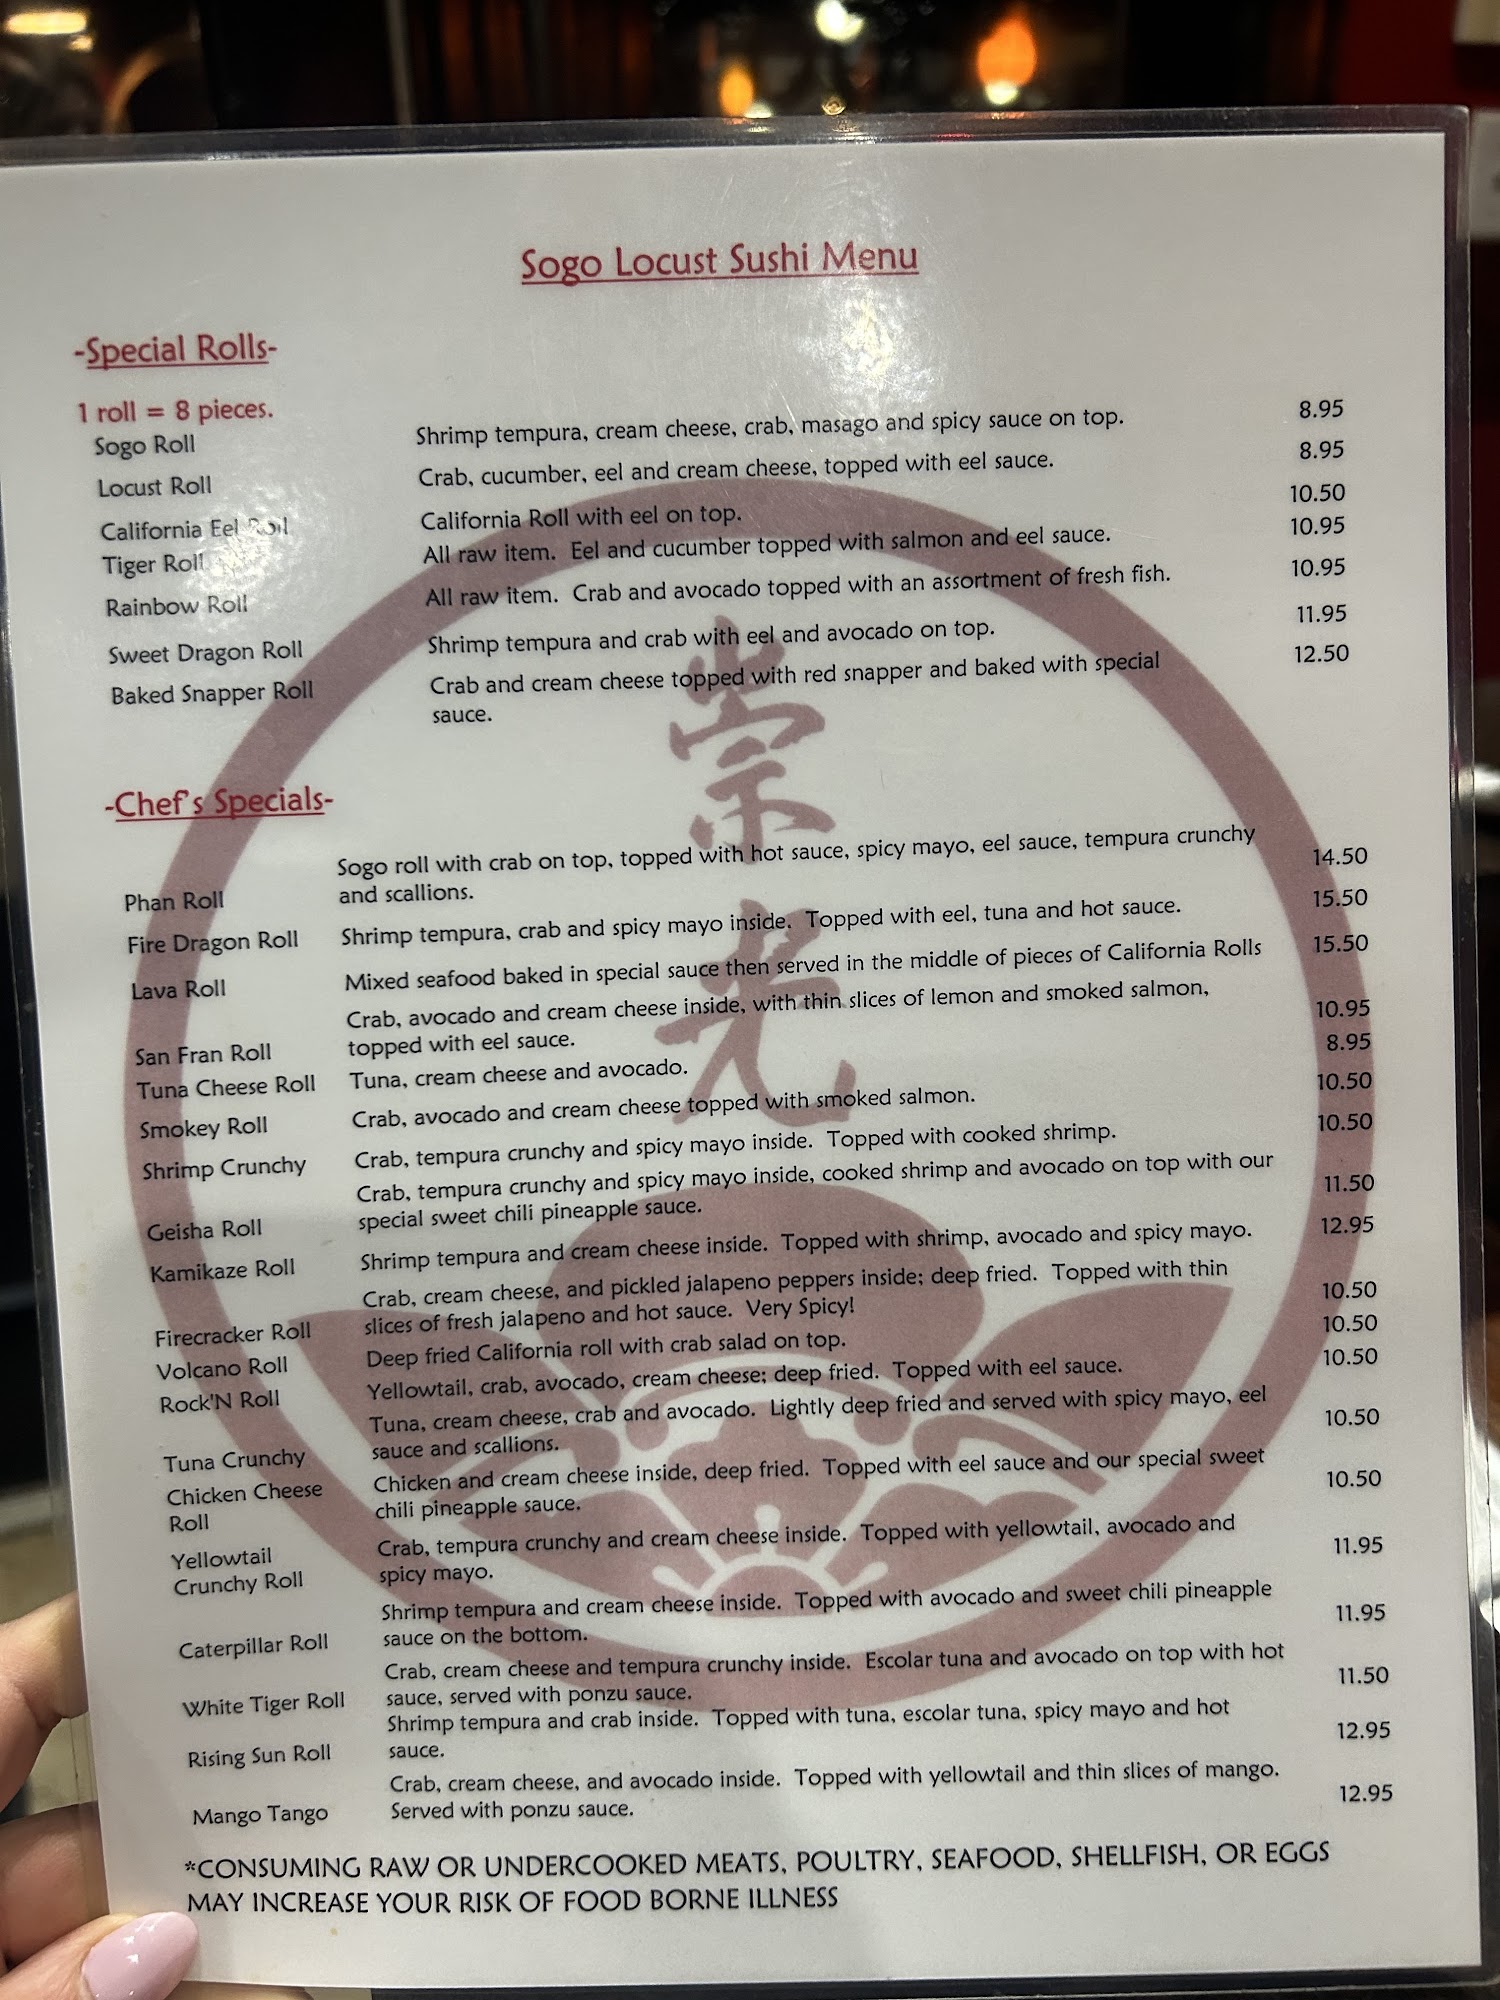 Sogo Locust Sushi Menu
-Special Rolls-
1 roll = 8 pieces.
Sogo Roll Shrimp tempura, cream cheese, crab, masago and spicy sauce on top. 8.95
Locust Roll Crab, cucumber, eel and cream cheese, topped with eel sauce. 8.95
California Eel Roll California Roll with eel on top. 10.50
Tiger Roll All raw item. Eel and cucumber topped with salmon and eel sauce. 10.95
Rainbow Roll All raw item. Crab and avocado topped with an assortment of fresh fish. 10.95
Sweet Dragon Roll Shrimp tempura and crab with eel and avocado on top. 11.95
Baked Snapper Roll Crab and cream cheese topped with red snapper and baked with special 12.50
sauce.
崇光
-Chef's Specials-
Sogo roll with crab on top, topped with hot sauce, spicy mayo, eel sauce, tempura crunchy
Phan Roll and scallions. 14.50
Fire Dragon Roll Shrimp tempura, crab and spicy mayo inside. Topped with eel, tuna and hot sauce. 15.50
Lava Roll Mixed seafood baked in special sauce then served in the middle of pieces of California Rolls 15.50
Crab, avocado and cream cheese inside, with thin slices of lemon and smoked salmon,
San Fran Roll topped with eel sauce. 10.95
Tuna Cheese Roll Tuna, cream cheese and avocado. 8.95
Smokey Roll Crab, avocado and cream cheese topped with smoked salmon. 10.50
Shrimp Crunchy Crab, tempura crunchy and spicy mayo inside. Topped with cooked shrimp. 10.50
Crab, tempura crunchy and spicy mayo inside, cooked shrimp and avocado on top with our
Geisha Roll special sweet chili pineapple sauce. 11.50
Kamikaze Roll Shrimp tempura and cream cheese inside. Topped with shrimp, avocado and spicy mayo. 12.95
Crab, cream cheese, and pickled jalapeno peppers inside; deep fried. Topped with thin
Firecracker Roll slices of fresh jalapeno and hot sauce. Very Spicy! 10.50
Volcano Roll Deep fried California roll with crab salad on top. 10.50
Rock'N Roll Yellowtail, crab, avocado, cream cheese; deep fried. Topped with eel sauce. 10.50
Tuna, cream cheese, crab and avocado. Lightly deep fried and served with spicy mayo, eel
Tuna Crunchy sauce and scallions. 10.50
Chicken Cheese Chicken and cream cheese inside, deep fried. Topped with eel sauce and our special sweet
Roll chili pineapple sauce. 10.50
Yellowtail Crab, tempura crunchy and cream cheese inside. Topped with yellowtail, avocado and
Crunchy Roll spicy mayo. 11.95
Shrimp tempura and cream cheese inside. Topped with avocado and sweet chili pineapple
Caterpillar Roll sauce on the bottom. 11.95
Crab, cream cheese and tempura crunchy inside. Escolar tuna and avocado on top with hot
White Tiger Roll sauce, served with ponzu sauce. 11.50
Shrimp tempura and crab inside. Topped with tuna, escolar tuna, spicy mayo and hot
Rising Sun Roll sauce. 12.95
Crab, cream cheese, and avocado inside. Topped with yellowtail and thin slices of mango.
Mango Tango Served with ponzu sauce. 12.95
*CONSUMING RAW OR UNDERCOOKED MEATS, POULTRY, SEAFOOD, SHELLFISH, OR EGGS
MAY INCREASE YOUR RISK OF FOOD BORNE ILLNESS